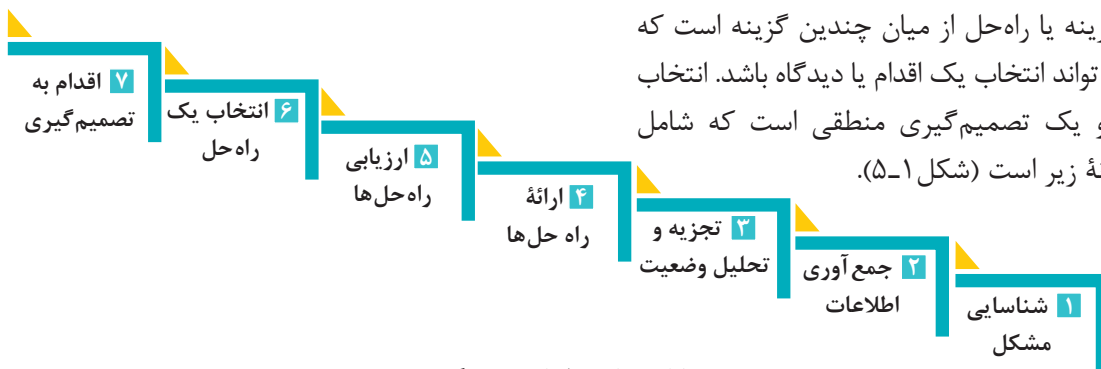 گزینه یا راه‌حل از میان چندین گزینه است که
تواند انتخاب یک اقدام یا دیدگاه باشد. انتخاب
و یک تصمیم‌گیری منطقی است که شامل
زیر است (شکل ۱ـ۵).
۱ شناسایی
مشکل
۲ جمع‌آوری
اطلاعات
۳ تجزیه و
تحلیل وضعیت
۴ ارائۀ
راه حل‌ها
۵ ارزیابی
راه‌حل‌ها
۶ انتخاب یک
راه‌حل
۷ اقدام به
تصمیم‌گیری